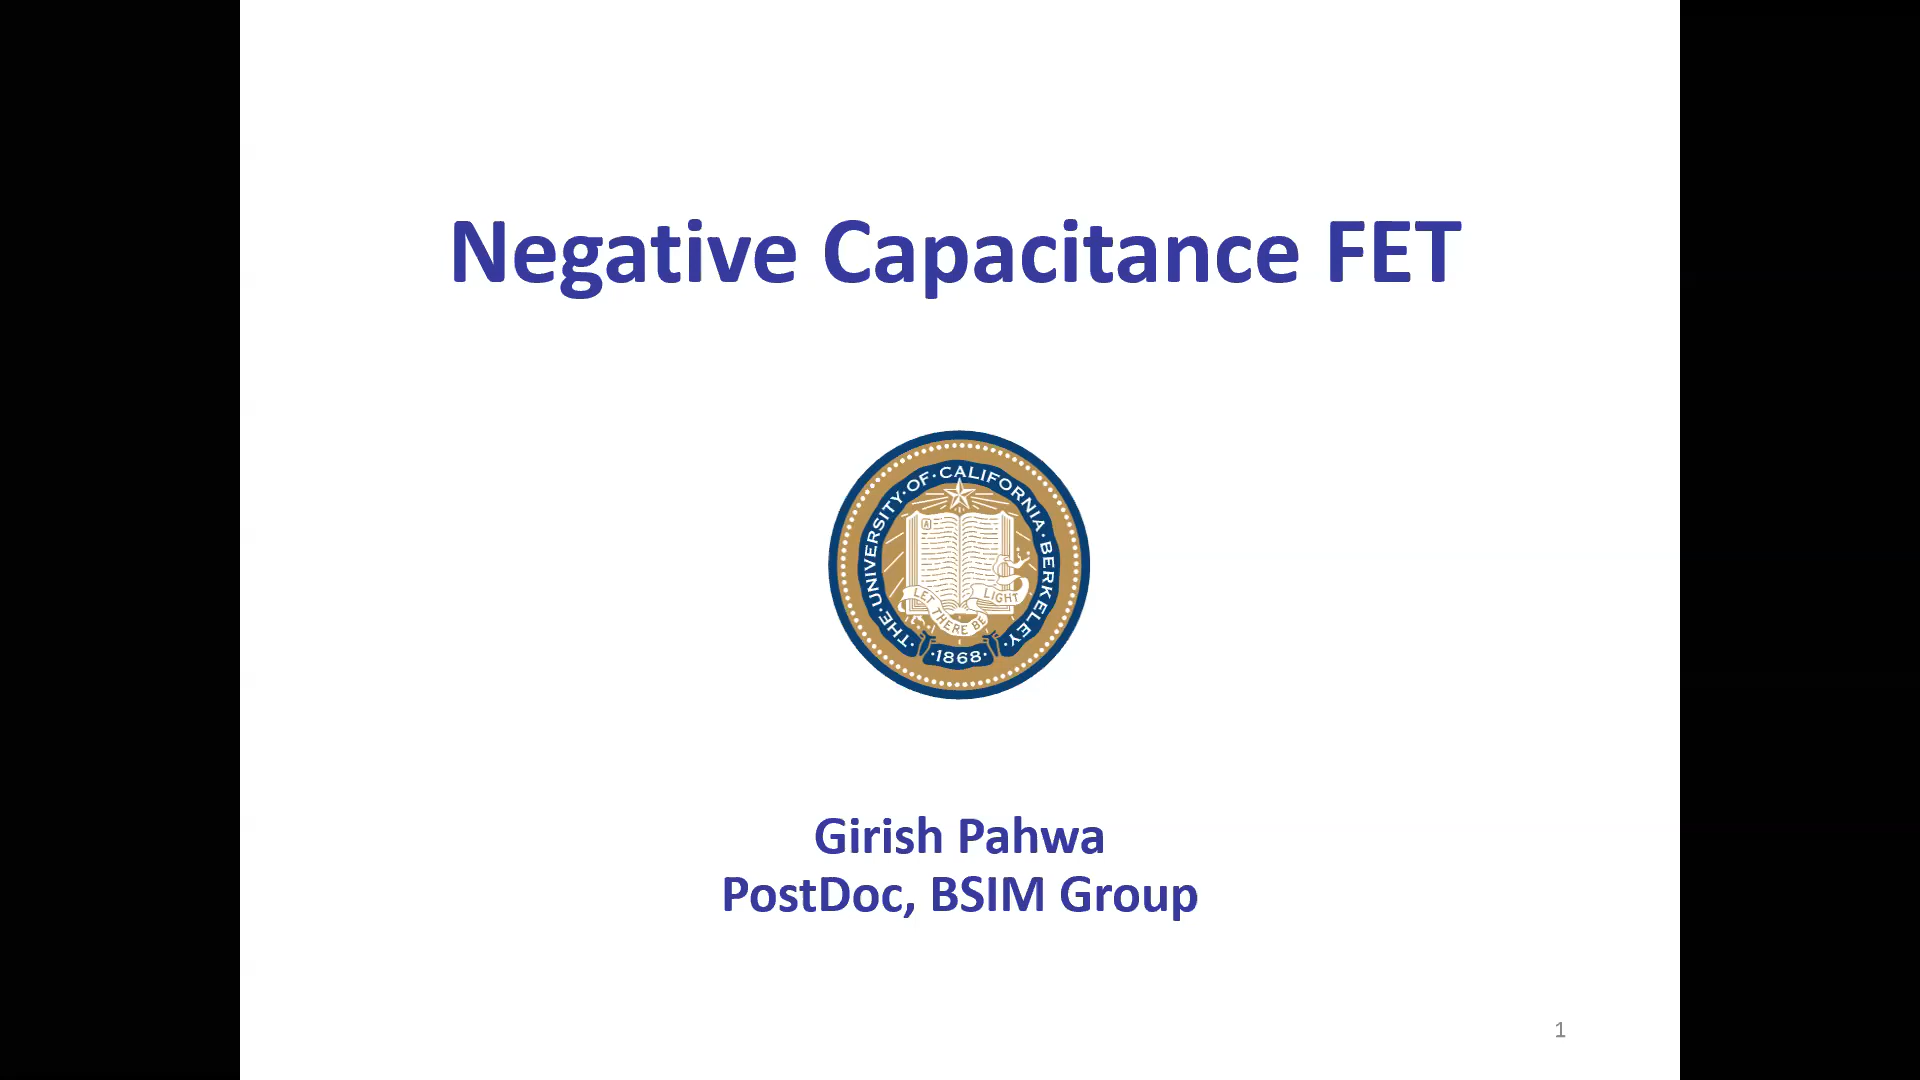 Negative Capacitance FET
THE·UNIVERSITY·OF·CALIFORNIA·BERKELEY
A
LET THERE BE LIGHT
·1868·
Girish Pahwa
PostDoc, BSIM Group
1